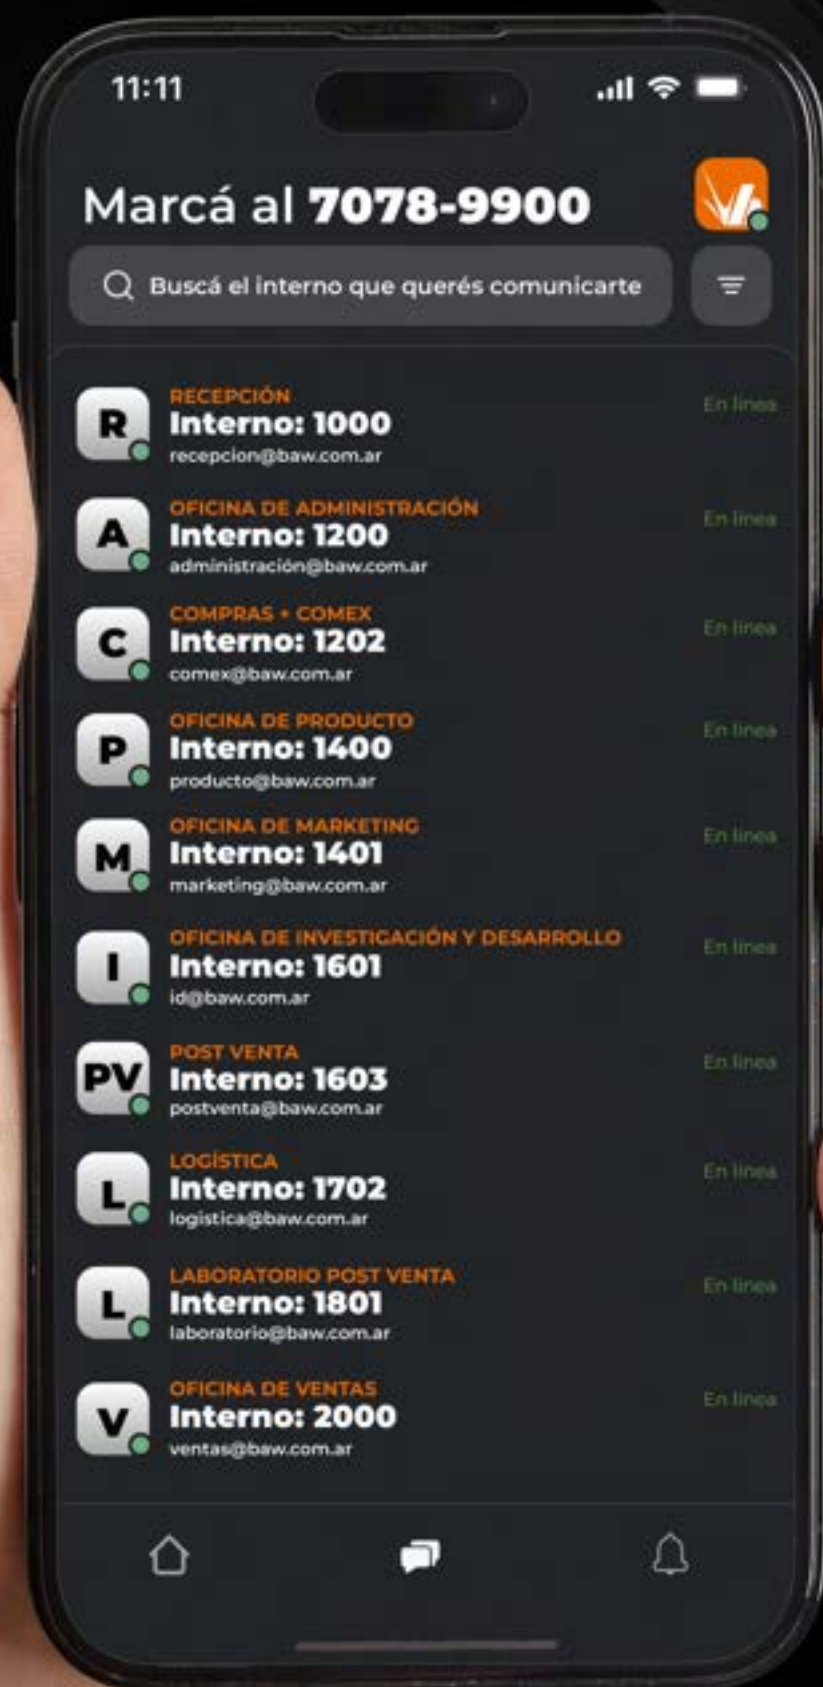 11:11
Marcá al 7078-9900
Buscá el interno que querés comunicarte
R
RECEPCIÓN
En línea
Interno: 1000
recepcion@baw.com.ar
A
OFICINA DE ADMINISTRACIÓN
En línea
Interno: 1200
administración@baw.com.ar
C
COMPRAS + COMEX
En línea
Interno: 1202
comex@baw.com.ar
P
OFICINA DE PRODUCTO
En línea
Interno: 1400
producto@baw.com.ar
M
OFICINA DE MARKETING
En línea
Interno: 1401
marketing@baw.com.ar
I
OFICINA DE INVESTIGACIÓN Y DESARROLLO
En línea
Interno: 1601
id@baw.com.ar
PV
POST VENTA
En línea
Interno: 1603
postventa@baw.com.ar
L
LOGÍSTICA
En línea
Interno: 1702
logistica@baw.com.ar
L
LABORATORIO POST VENTA
En línea
Interno: 1801
laboratorio@baw.com.ar
V
OFICINA DE VENTAS
En línea
Interno: 2000
ventas@baw.com.ar